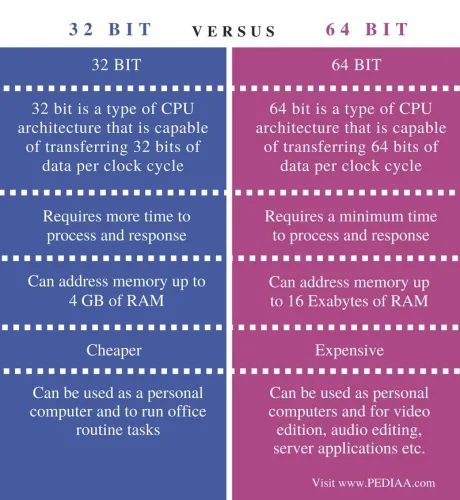 32 BIT VERSUS 64 BIT
32 BIT
32 bit is a type of CPU
architecture that is capable
of transferring 32 bits of
data per clock cycle
Requires more time to
process and response
Can address memory up to
4 GB of RAM
Cheaper
Can be used as a personal
computer and to run office
routine tasks
64 BIT
64 bit is a type of CPU
architecture that is capable
of transferring 64 bits of
data per clock cycle
Requires a minimum time
to process and response
Can address memory up
to 16 Exabytes of RAM
Expensive
Can be used as personal
computers and for video
edition, audio editing,
server applications etc.
Visit www.PEDIAA.com